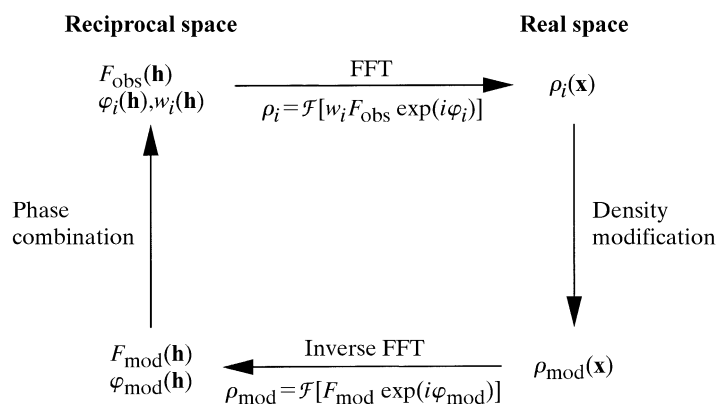 Reciprocal space
Real space
F_obs(h)
φ_i(h),w_i(h)
FFT
ρ_i=ℱ[w_i F_obs exp(iφ_i)]
ρ_i(x)
Phase
combination
Density
modification
F_mod(h)
φ_mod(h)
Inverse FFT
ρ_mod=ℱ[F_mod exp(iφ_mod)]
ρ_mod(x)